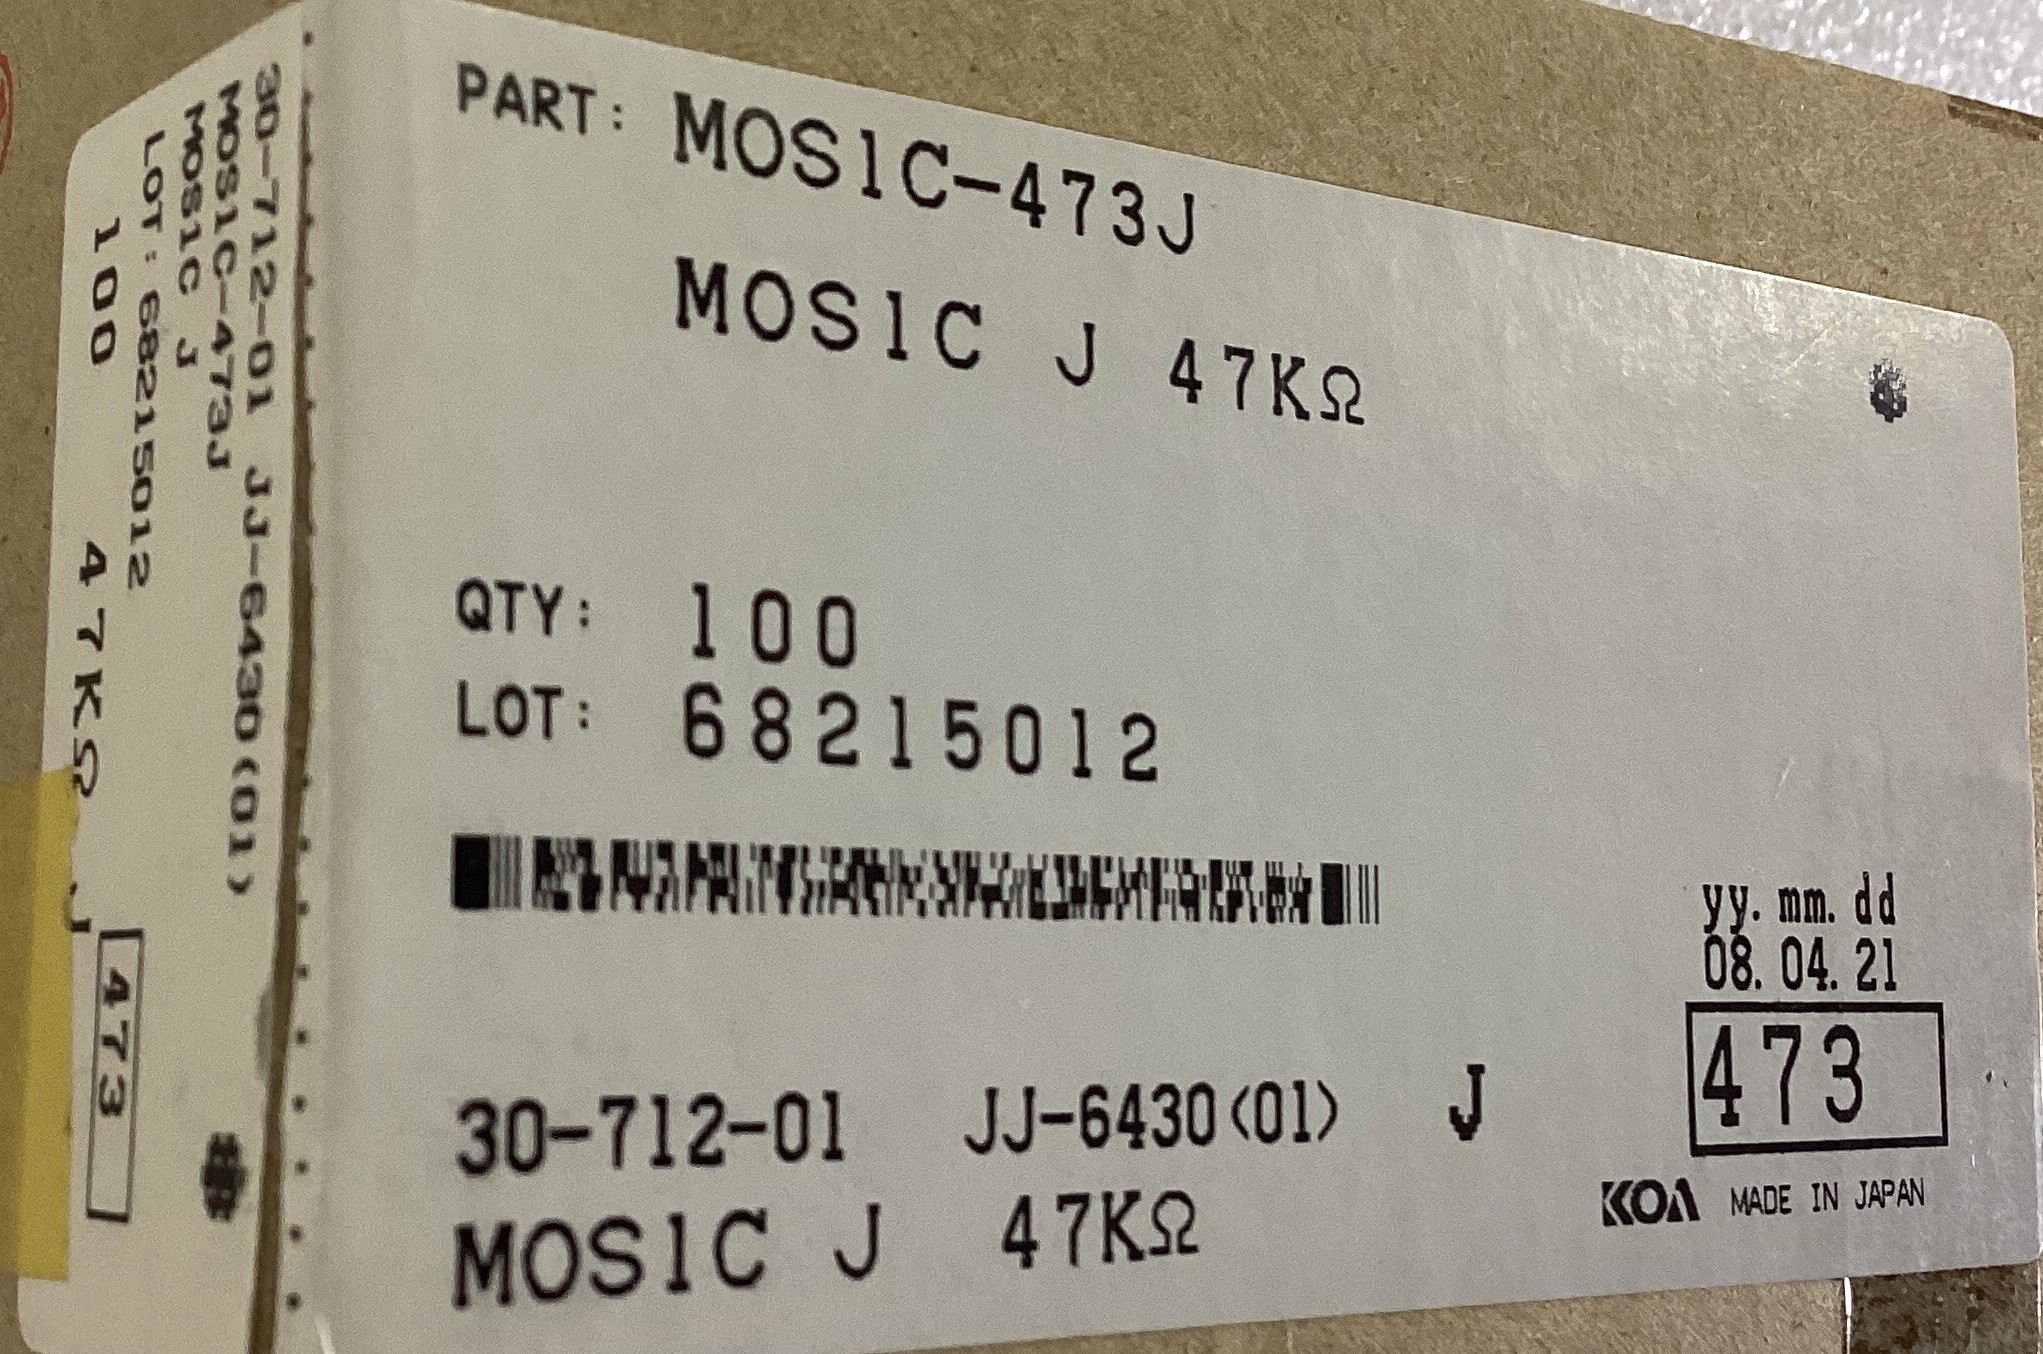 PART: MOS1C-473J
MOS1C J 47KΩ
QTY: 100
LOT: 68215012
yy. mm. dd
08. 04. 21
473
30-712-01 JJ-6430(01) J
MOS1C J 47KΩ
KOA MADE IN JAPAN
30-712-01 JJ-6430(01)
MOS1C-473J
MOS1C J
LOT: 68215012
100 47KΩ J
473